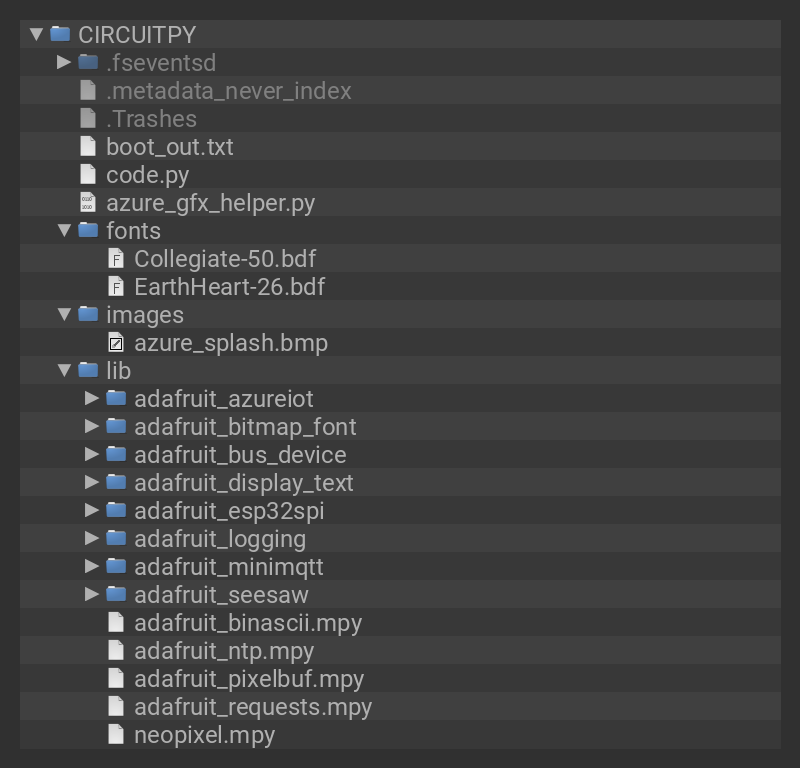 CIRCUITPY
.fseventsd
.metadata_never_index
.Trashes
boot_out.txt
code.py
azure_gfx_helper.py
fonts
Collegiate-50.bdf
EarthHeart-26.bdf
images
azure_splash.bmp
lib
adafruit_azureiot
adafruit_bitmap_font
adafruit_bus_device
adafruit_display_text
adafruit_esp32spi
adafruit_logging
adafruit_minimqtt
adafruit_seesaw
adafruit_binascii.mpy
adafruit_ntp.mpy
adafruit_pixelbuf.mpy
adafruit_requests.mpy
neopixel.mpy